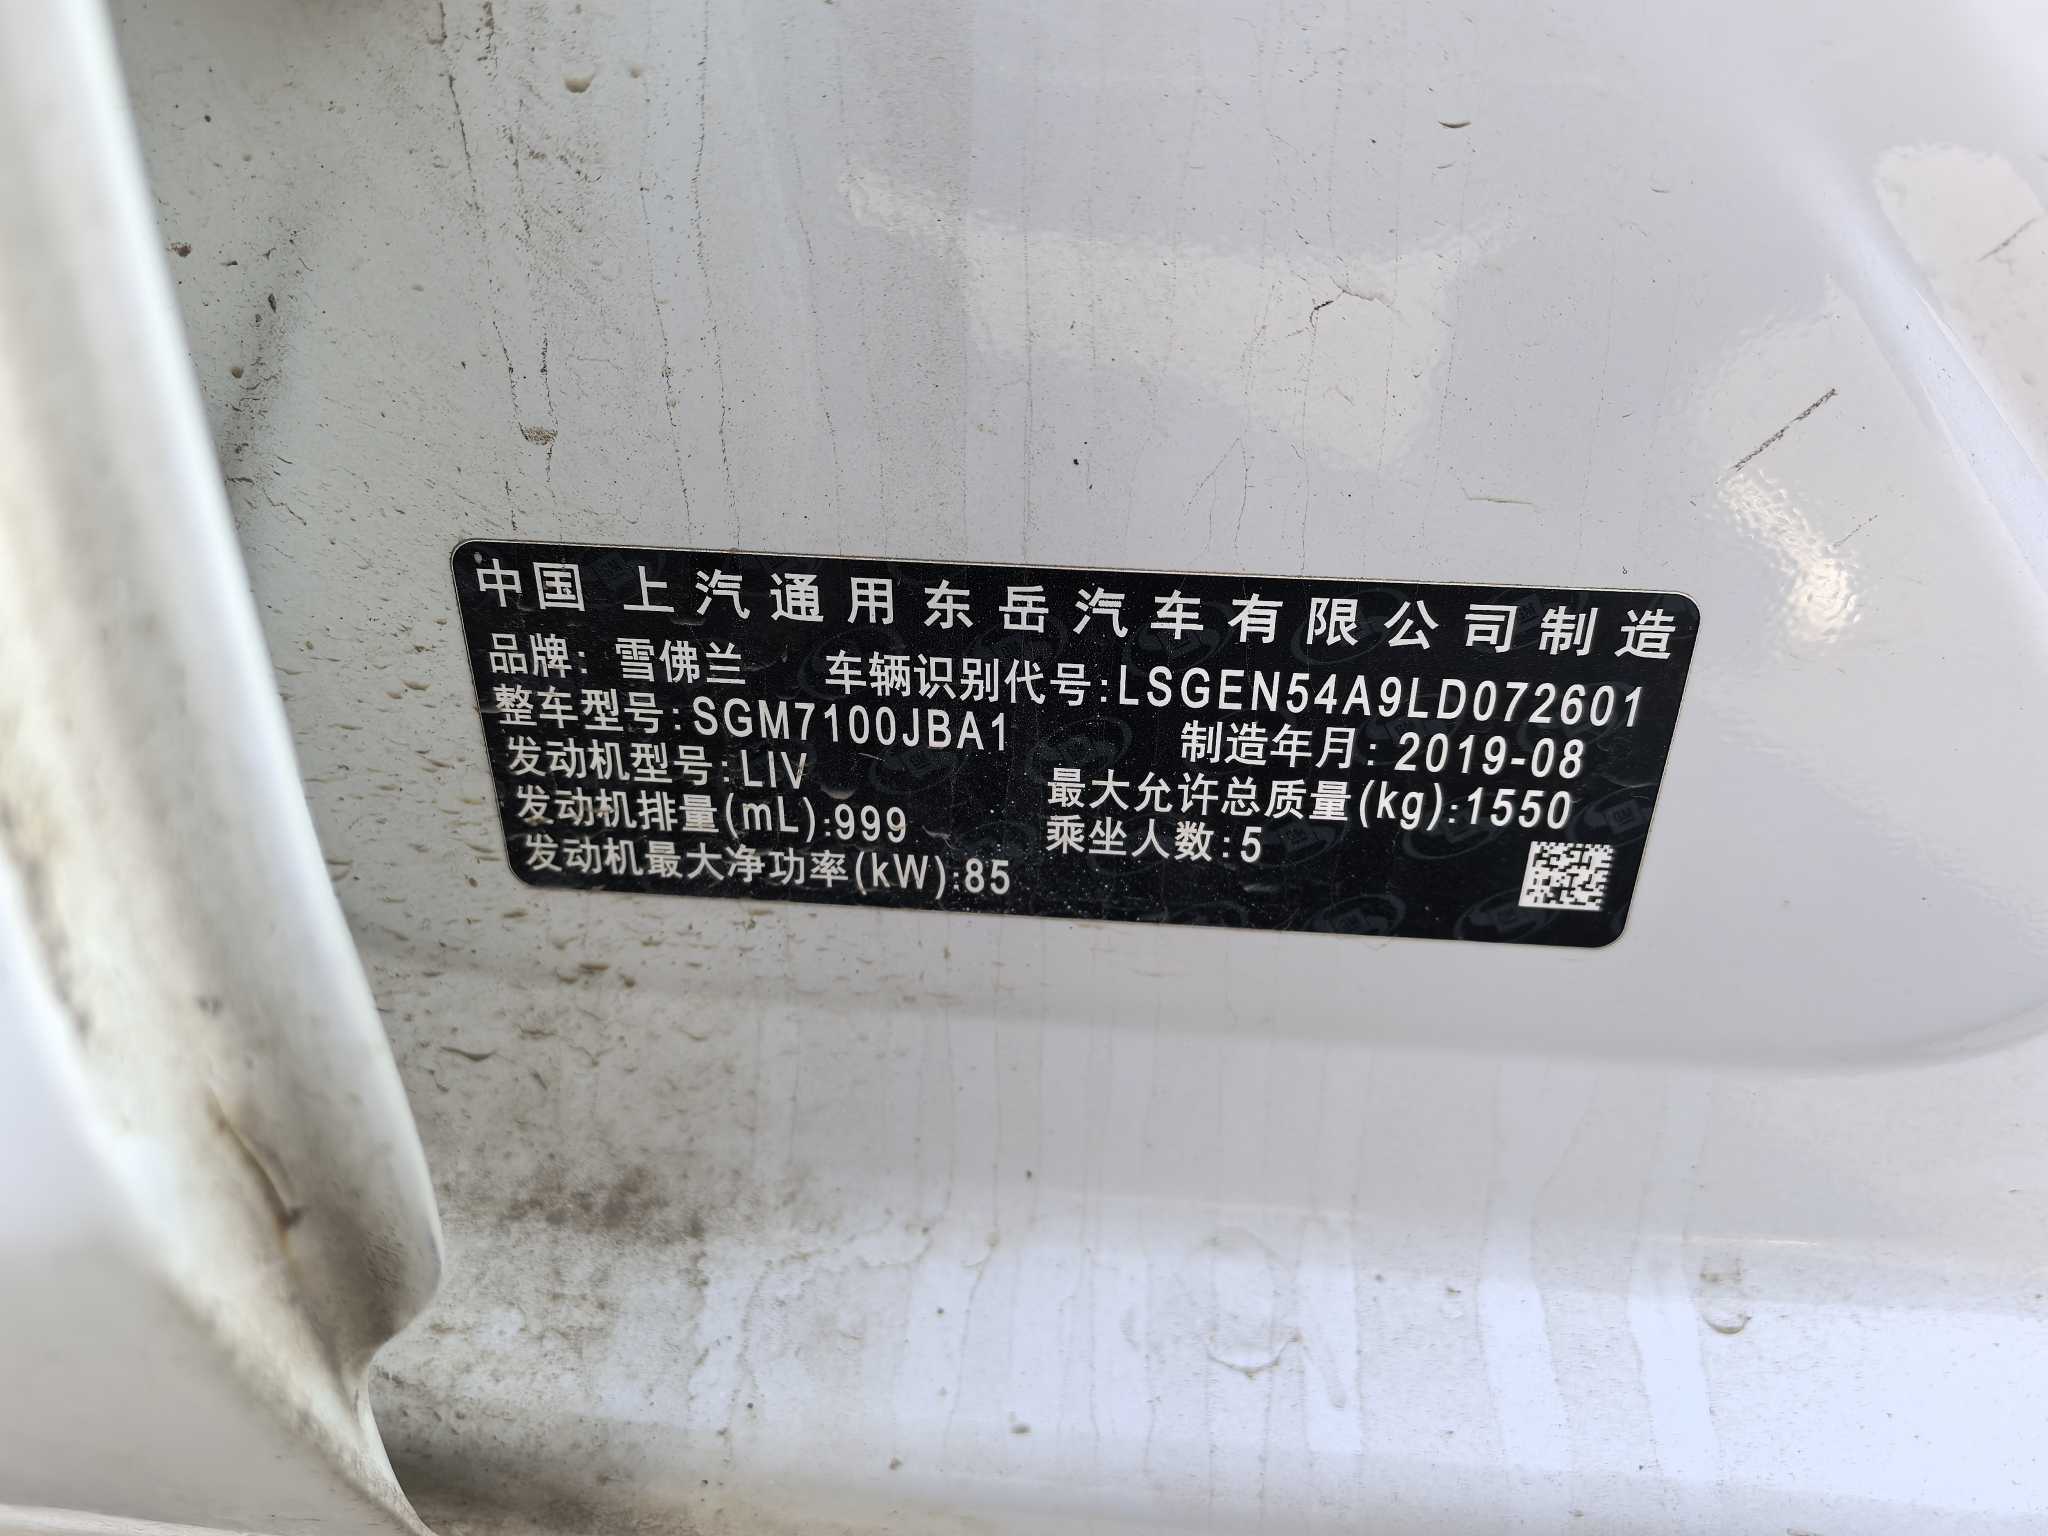 中国 上汽通用东岳汽车有限公司制造
品牌: 雪佛兰 车辆识别代号:LSGEN54A9LD072601
整车型号:SGM7100JBA1 制造年月: 2019-08
发动机型号:LIV 最大允许总质量(kg):1550
发动机排量(mL):999 乘坐人数:5
发动机最大净功率(kW):85